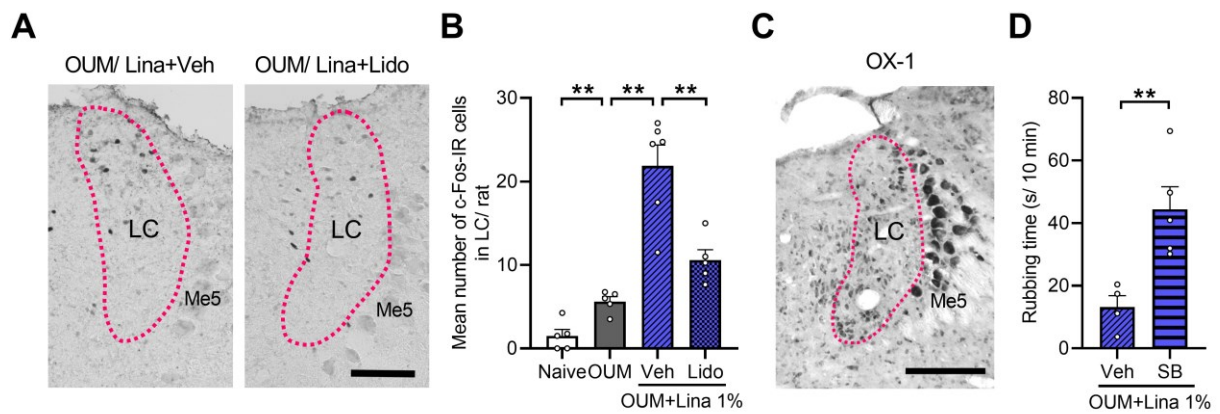 A
OUM/ Lina+Veh
OUM/ Lina+Lido
LC
Me5
LC
Me5
B
Mean number of c-Fos-IR cells
in LC/ rat
30
20
10
0
** ** **
Naive OUM Veh Lido
OUM+Lina 1%
C
OX-1
LC
Me5
D
Rubbing time (s/ 10 min)
80
60
40
20
0
**
Veh SB
OUM+Lina 1%